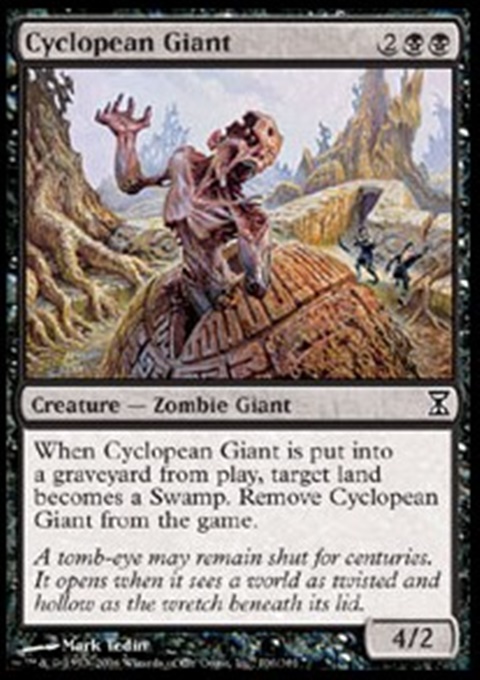 Cyclopean Giant 2
Creature — Zombie Giant
When Cyclopean Giant is put into
a graveyard from play, target land
becomes a Swamp. Remove Cyclopean
Giant from the game.
A tomb-eye may remain shut for centuries.
It opens when it sees a world as twisted and
hollow as the wretch beneath its lid.
Mark Tedin
4/2